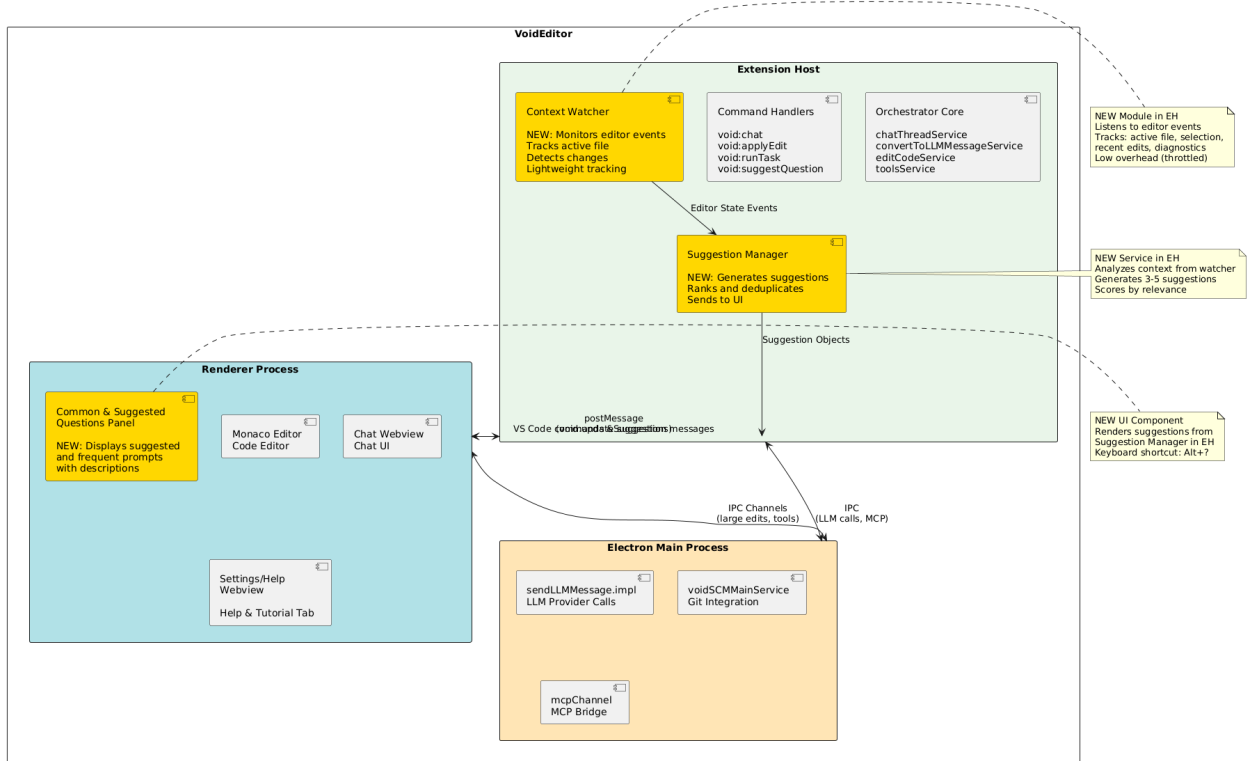 VoidEditor
Extension Host
Context Watcher
NEW: Monitors editor events
Tracks active file
Detects changes
Lightweight tracking
Command Handlers
void:chat
void:applyEdit
void:runTask
void:suggestQuestion
Orchestrator Core
chatThreadService
convertToLLMMessageService
editCodeService
toolsService
NEW Module in EH
Listens to editor events
Tracks: active file, selection,
recent edits, diagnostics
Low overhead (throttled)
Editor State Events
Suggestion Manager
NEW: Generates suggestions
Ranks and deduplicates
Sends to UI
NEW Service in EH
Analyzes context from watcher
Generates 3-5 suggestions
Scores by relevance
Suggestion Objects
Renderer Process
Common & Suggested
Questions Panel
NEW: Displays suggested
and frequent prompts
with descriptions
Monaco Editor
Code Editor
Chat Webview
Chat UI
postMessage
VS Code messages
NEW UI Component
Renders suggestions from
Suggestion Manager in EH
Keyboard shortcut: Alt+?
IPC Channels
(large edits, tools)
IPC
(LLM calls, MCP)
Settings/Help
Webview
Help & Tutorial Tab
Electron Main Process
sendLLMMessage.impl
LLM Provider Calls
voidSCMMainService
Git Integration
mcpChannel
MCP Bridge